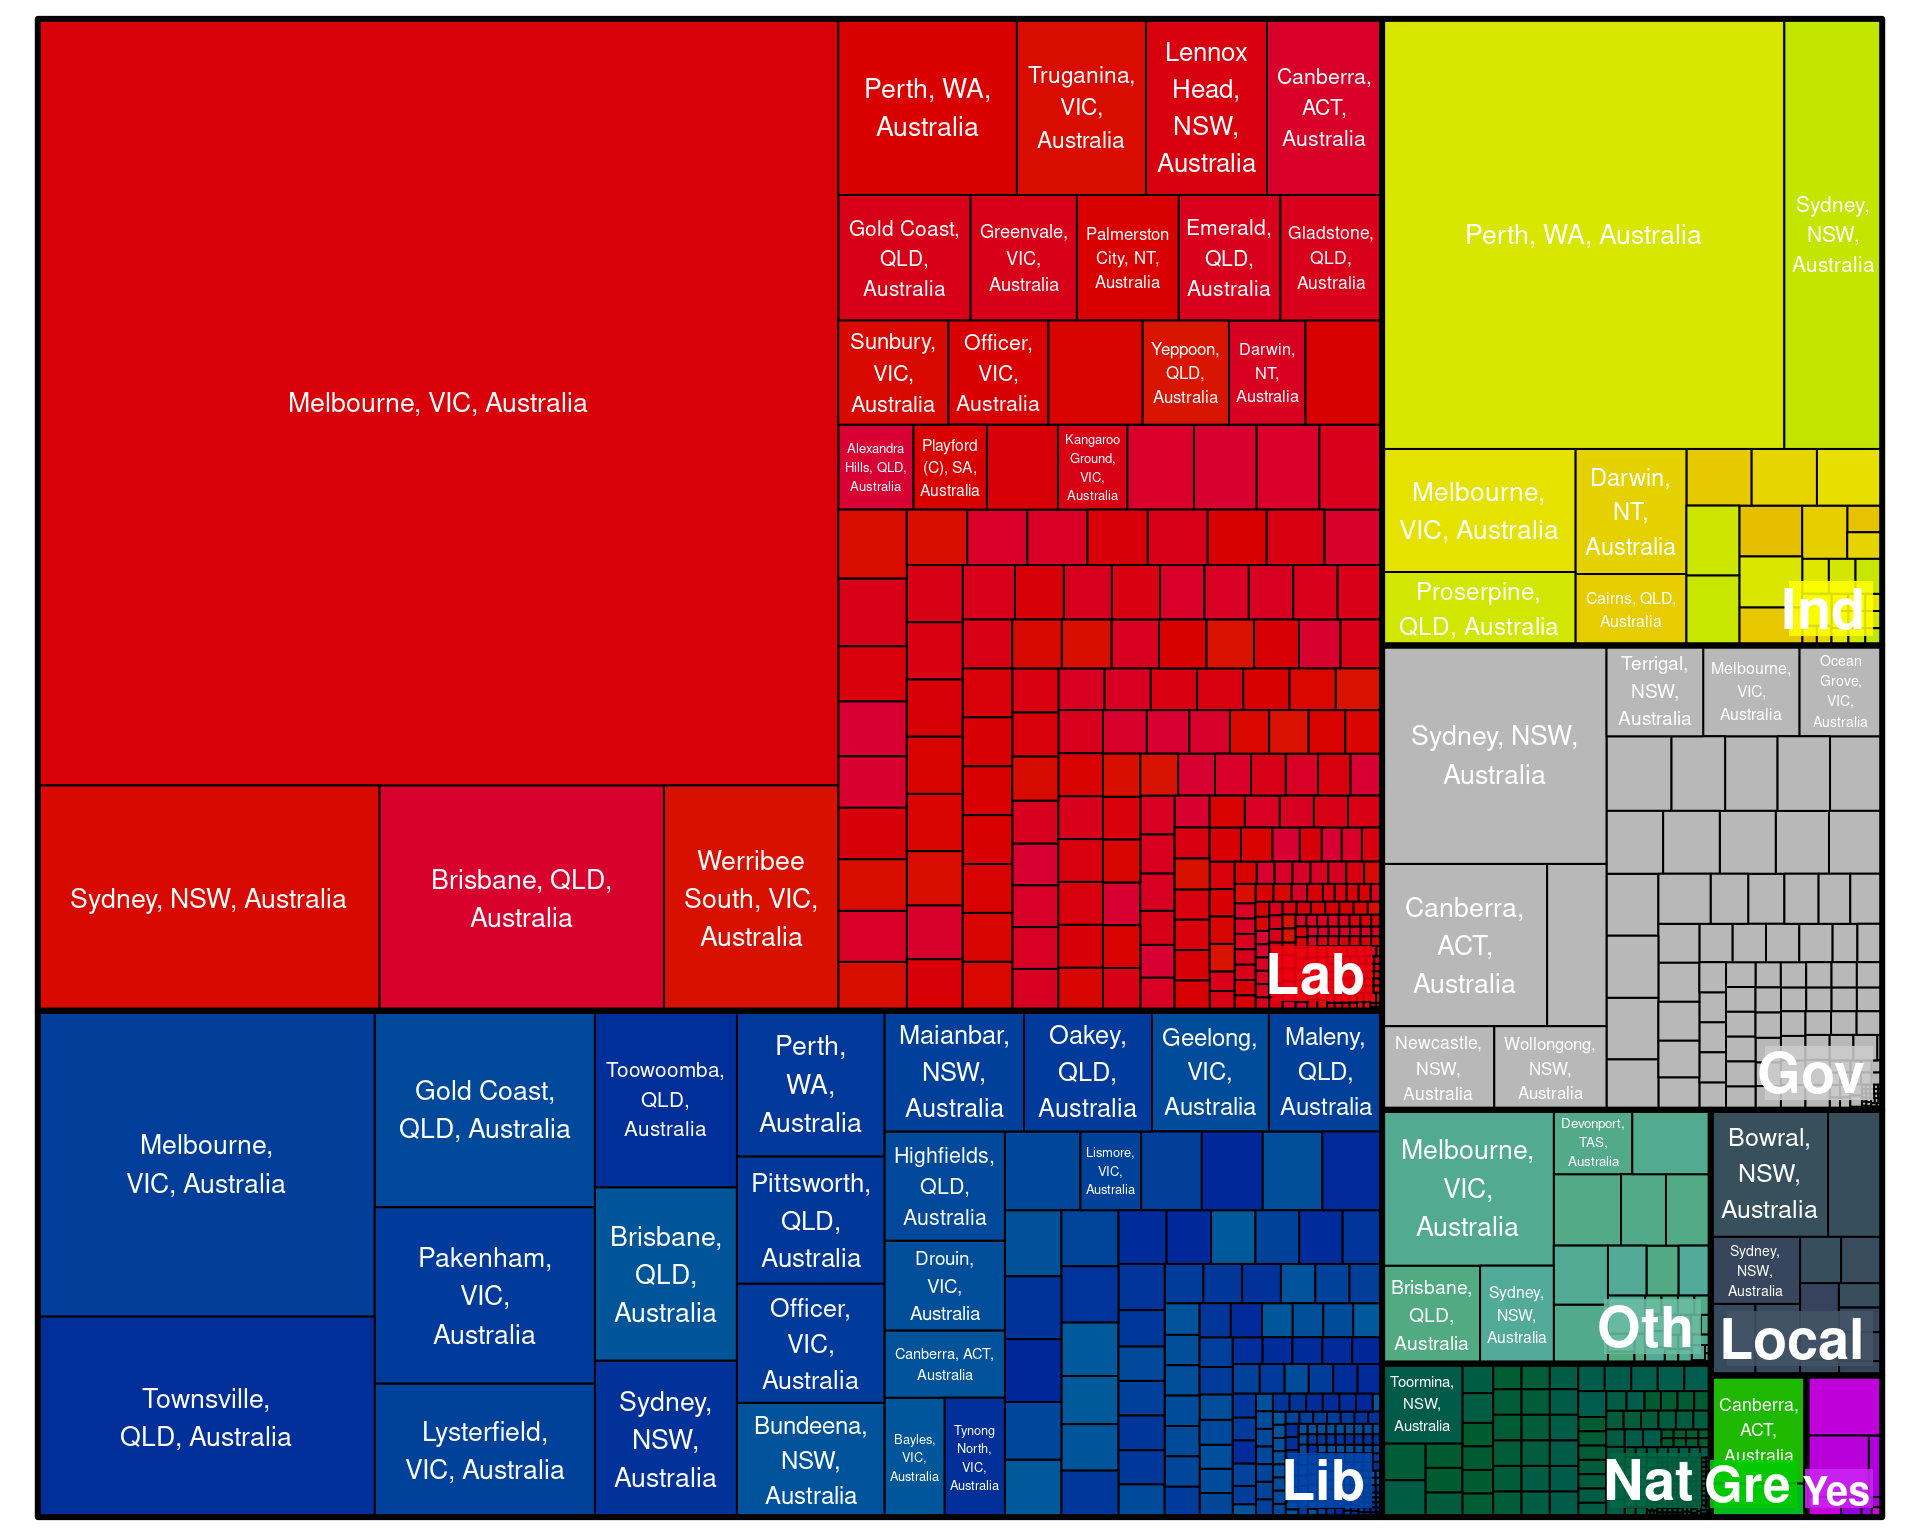 Melbourne, VIC, Australia
Sydney, NSW, Australia
Brisbane, QLD,
Australia
Werribee
South, VIC,
Australia
Perth, WA,
Australia
Truganina,
VIC,
Australia
Lennox
Head,
NSW,
Australia
Canberra,
ACT,
Australia
Gold Coast,
QLD,
Australia
Greenvale,
VIC,
Australia
Palmerston
City, NT,
Australia
Emerald,
QLD,
Australia
Gladstone,
QLD,
Australia
Sunbury,
VIC,
Australia
Officer,
VIC,
Australia
Yeppoon,
QLD,
Australia
Darwin,
NT,
Australia
Alexandra
Hills, QLD,
Australia
Playford
(C), SA,
Australia
Kangaroo
Ground,
VIC,
Australia
Lab
Perth, WA, Australia
Sydney,
NSW,
Australia
Melbourne,
VIC, Australia
Darwin,
NT,
Australia
Proserpine,
QLD, Australia
Cairns, QLD,
Australia
Ind
Sydney, NSW,
Australia
Terrigal,
NSW,
Australia
Melbourne,
VIC,
Australia
Ocean
Grove,
VIC,
Australia
Canberra,
ACT,
Australia
Newcastle,
NSW,
Australia
Wollongong,
NSW,
Australia
Gov
Melbourne,
VIC, Australia
Townsville,
QLD, Australia
Gold Coast,
QLD, Australia
Pakenham,
VIC,
Australia
Lysterfield,
VIC, Australia
Toowoomba,
QLD,
Australia
Brisbane,
QLD,
Australia
Sydney,
NSW,
Australia
Perth,
WA,
Australia
Pittsworth,
QLD,
Australia
Officer,
VIC,
Australia
Bundeena,
NSW,
Australia
Maianbar,
NSW,
Australia
Oakey,
QLD,
Australia
Geelong,
VIC,
Australia
Maleny,
QLD,
Australia
Highfields,
QLD,
Australia
Lismore,
VIC,
Australia
Drouin,
VIC,
Australia
Canberra, ACT,
Australia
Bayles,
VIC,
Australia
Tynong
North,
VIC,
Australia
Lib
Melbourne,
VIC,
Australia
Devonport,
TAS,
Australia
Brisbane,
QLD,
Australia
Sydney,
NSW,
Australia
Oth
Bowral,
NSW,
Australia
Sydney,
NSW,
Australia
Local
Toormina,
NSW,
Australia
Nat
Canberra,
ACT,
Australia
Gre
Yes